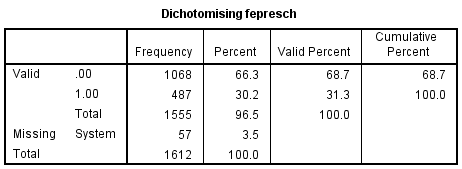 Dichotomising fepresch
Cumulative
Frequency Percent Valid Percent Percent
Valid .00 1068 66.3 68.7 68.7
1.00 487 30.2 31.3 100.0
Total 1555 96.5 100.0
Missing System 57 3.5
Total 1612 100.0